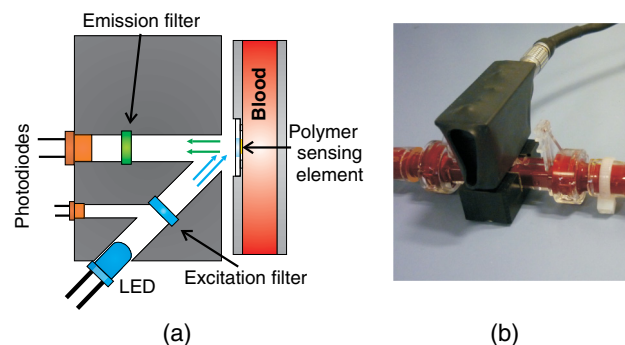 Emission filter
Blood
Photodiodes
Polymer
sensing
element
LED
Excitation filter
(a)
(b)